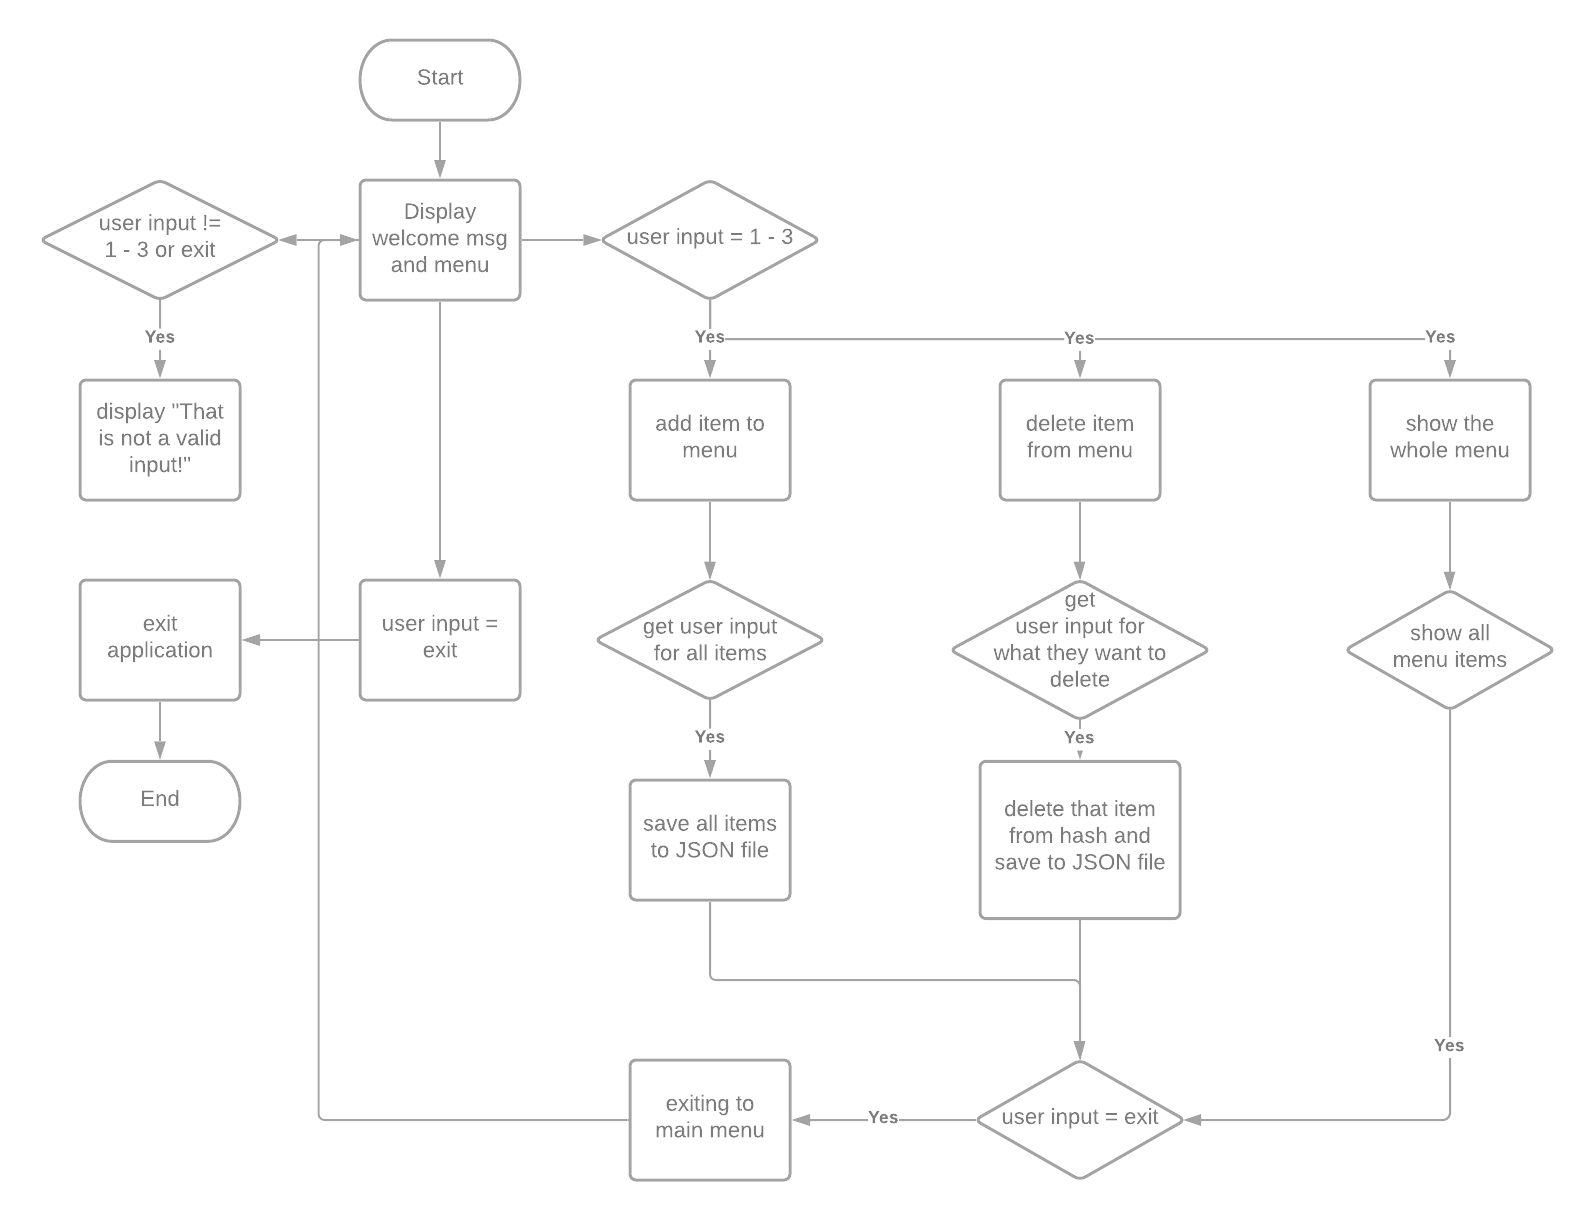 Start
user input !=
1 - 3 or exit
Display
welcome msg
and menu
user input = 1 - 3
Yes
Yes
Yes
Yes
display "That
is not a valid
input!"
add item to
menu
delete item
from menu
show the
whole menu
exit
application
user input =
exit
get user input
for all items
get
user input for
what they want to
delete
show all
menu items
Yes
Yes
End
save all items
to JSON file
delete that item
from hash and
save to JSON file
Yes
exiting to
main menu
Yes
user input = exit